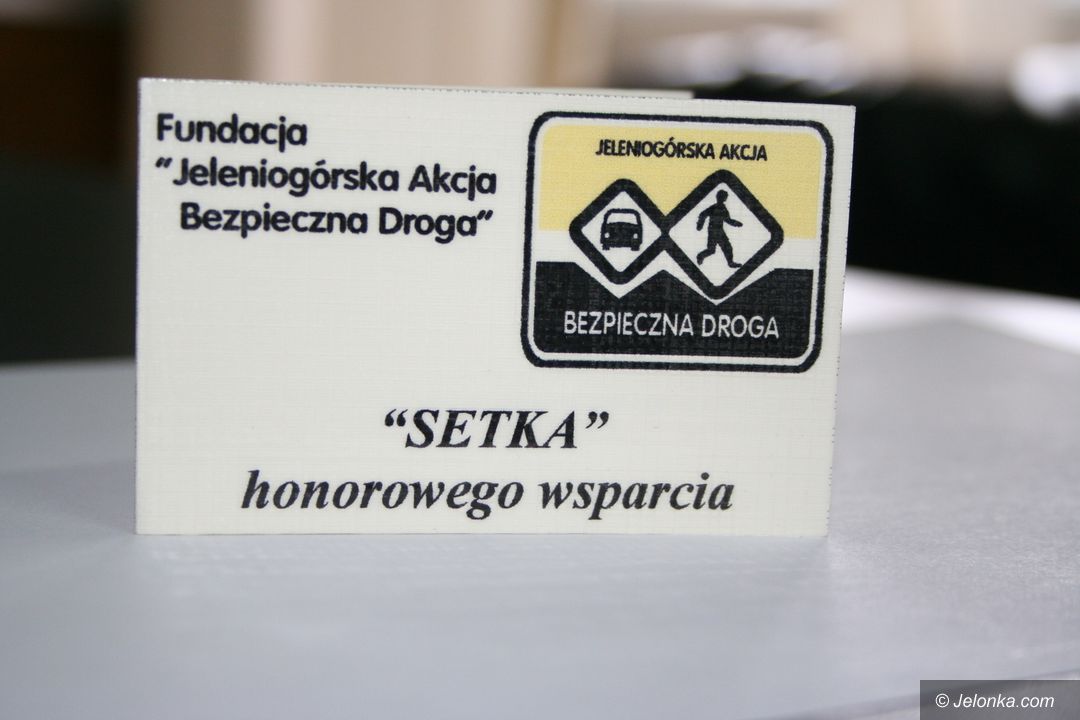 Fundacja
“Jeleniogórska Akcja
Bezpieczna Droga”
JELENIOGÓRSKA AKCJA
BEZPIECZNA DROGA
“SETKA”
honorowego wsparcia
© Jelonka.com